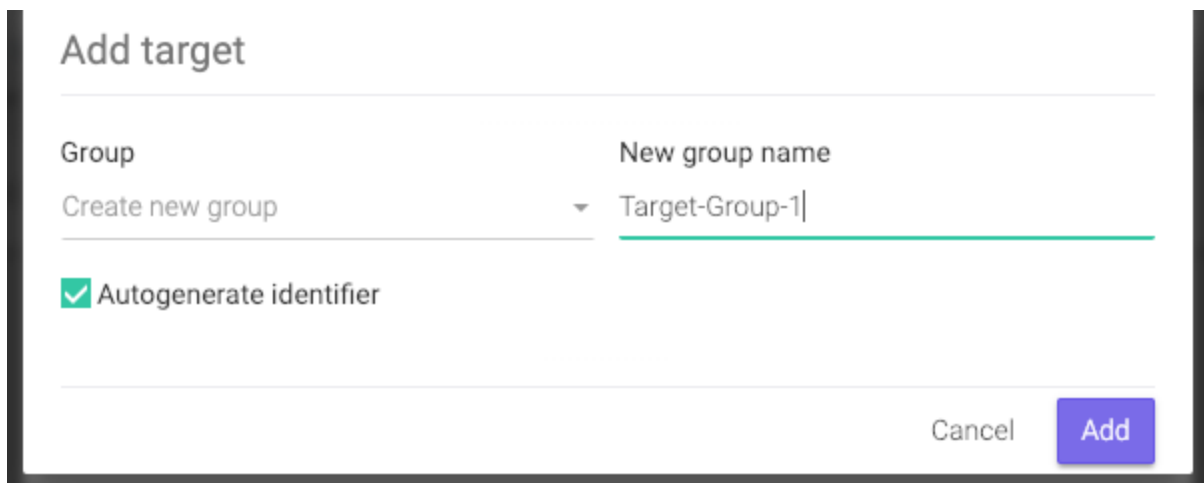 Add target
Group
New group name
Create new group
Target-Group-1
Autogenerate identifier
Cancel
Add